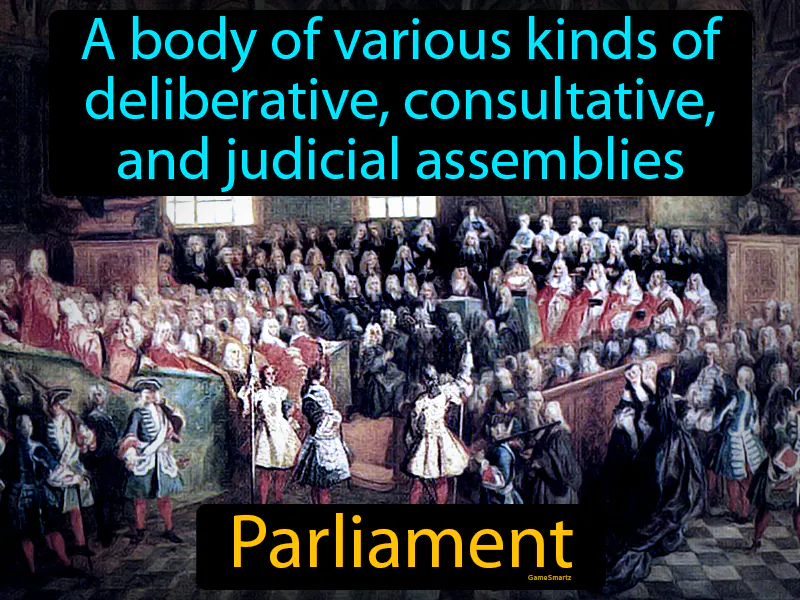 A body of various kinds of
deliberative, consultative,
and judicial assemblies
Parliament
GameSmartz